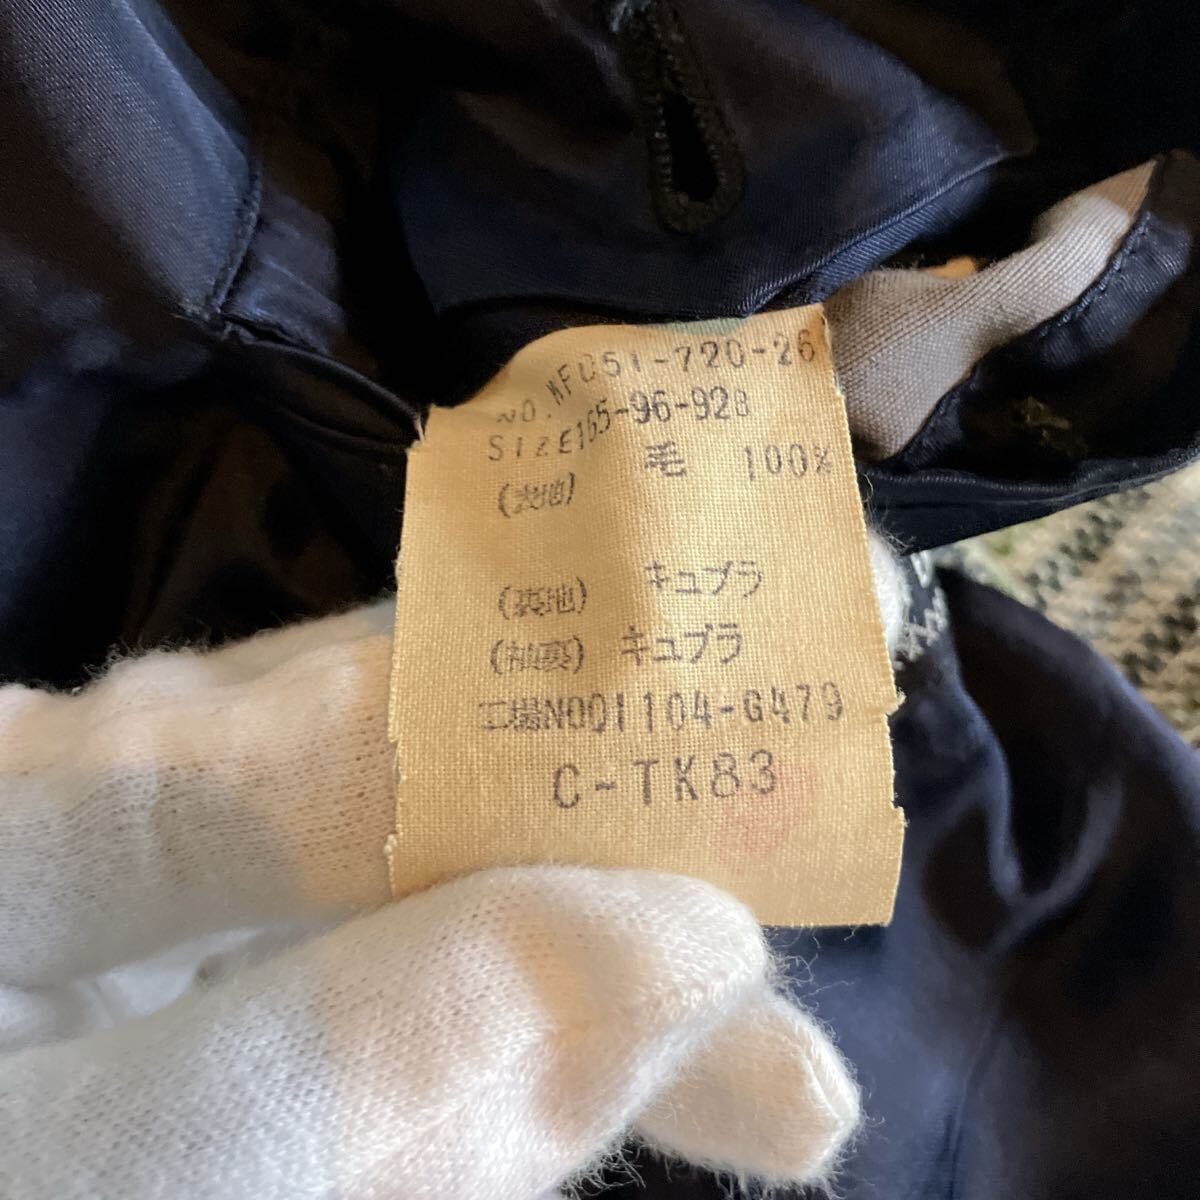 NO. MFC51-720-26
SIZE165-96-92B
(表地) 毛 100%
(裏地) キュプラ
(袖裏) キュプラ
工場NO01104-G479
C-TK83